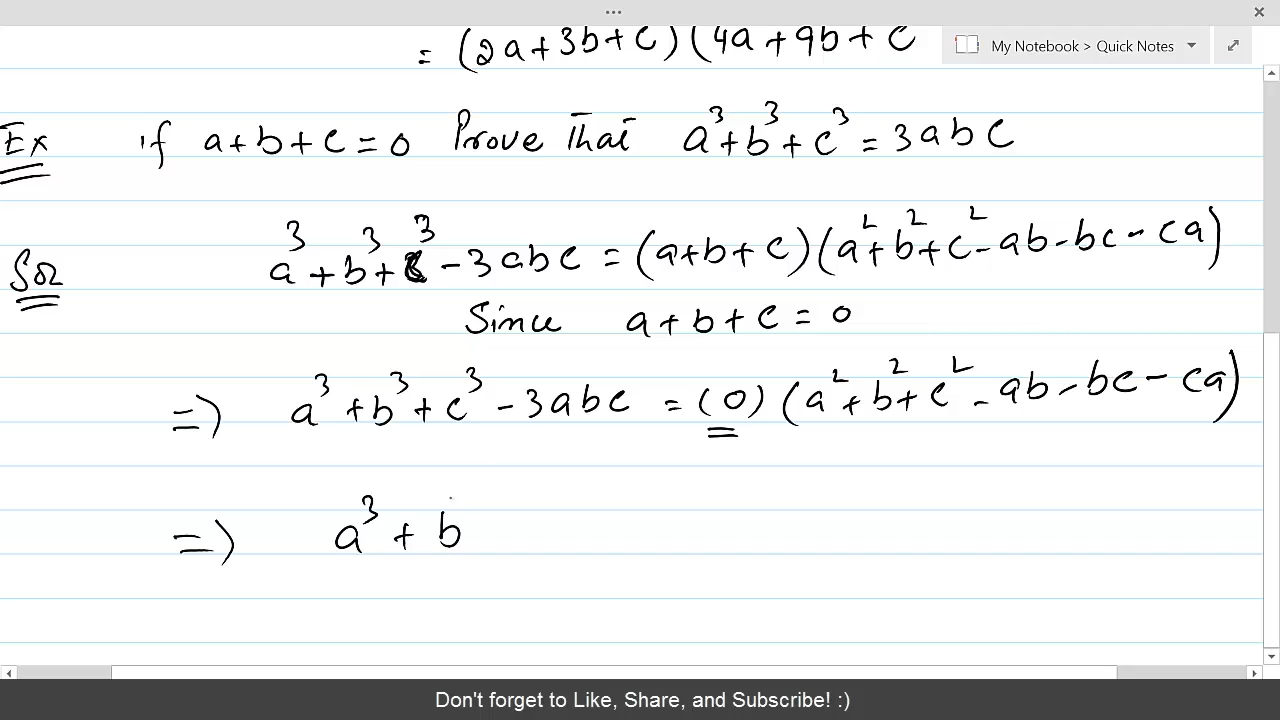 = (2a+3b+c)(4a+9b+c
My Notebook > Quick Notes
Ex if a+b+c=0 Prove That a³+b³+c³=3abc
Sol a³+b³+c³-3abc=(a+b+c)(a²+b²+c²-ab-bc-ca)
Since a+b+c=0
=) a³+b³+c³-3abc=(0)(a²+b²+c²-ab-bc-ca)
=) a³+b
Don't forget to Like, Share, and Subscribe! :)